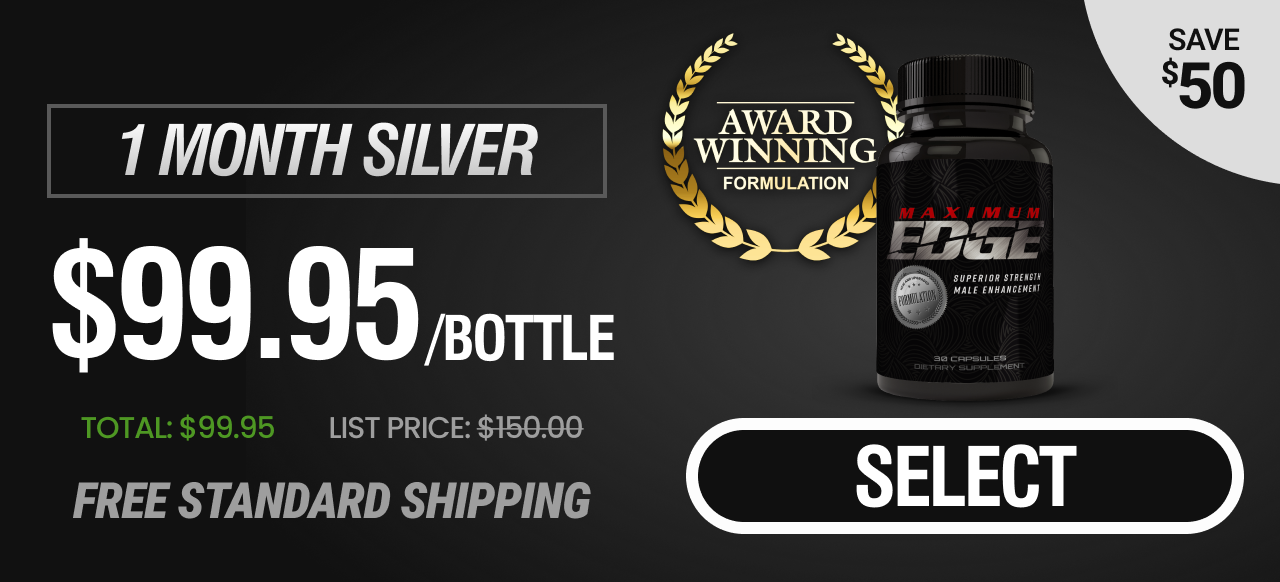 1 MONTH SILVER
$99.95 /BOTTLE
TOTAL: $99.95 LIST PRICE: $150.00
FREE STANDARD SHIPPING
AWARD
WINNING
FORMULATION
SAVE
$50
MAXIMUM
EDGE
SUPERIOR STRENGTH
MALE ENHANCEMENT
FORMULATION
30 CAPSULES
DIETARY SUPPLEMENT
SELECT